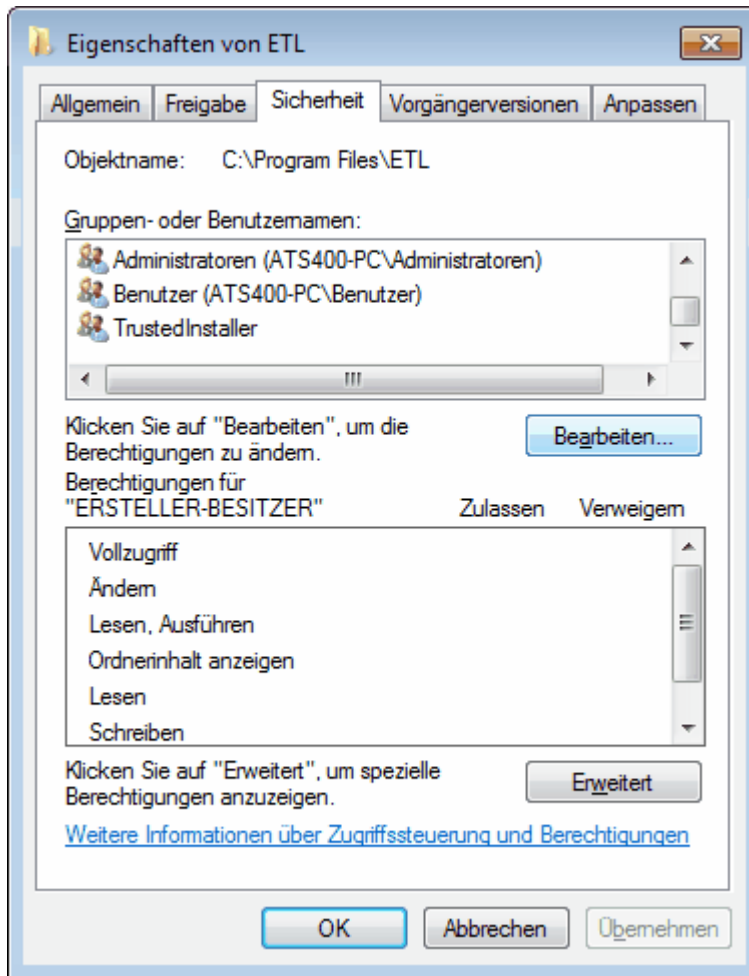 Eigenschaften von ETL
Allgemein Freigabe Sicherheit Vorgängerversionen Anpassen
Objektname: C:\Program Files\ETL
Gruppen- oder Benutzernamen:
Administratoren (ATS400-PC\Administratoren)
Benutzer (ATS400-PC\Benutzer)
TrustedInstaller
Klicken Sie auf "Bearbeiten", um die
Berechtigungen zu ändern.
Bearbeiten...
Berechtigungen für
"ERSTELLER-BESITZER" Zulassen Verweigern
Vollzugriff
Ändern
Lesen, Ausführen
Ordnerinhalt anzeigen
Lesen
Schreiben
Klicken Sie auf "Erweitert", um spezielle
Berechtigungen anzuzeigen.
Erweitert
Weitere Informationen über Zugriffssteuerung und Berechtigungen
OK Abbrechen Übernehmen